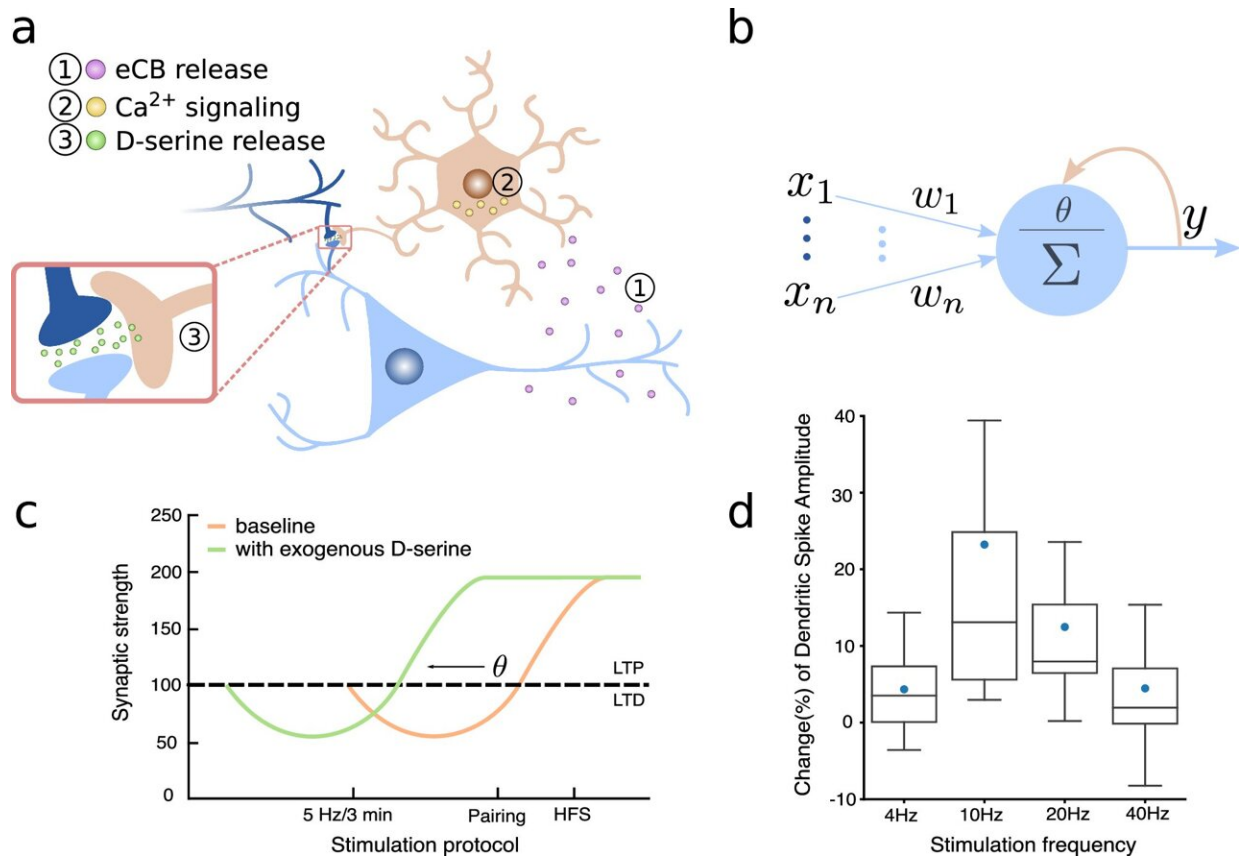 a
① eCB release
② Ca²⁺ signaling
③ D-serine release
②
①
③
b
x₁
w₁
θ
Σ
y
xₙ
wₙ
c
250
200
150
100
50
0
Synaptic strength
baseline
with exogenous D-serine
θ
LTP
LTD
5 Hz/3 min
Pairing
HFS
Stimulation protocol
d
40
30
20
10
0
-10
Change(%) of Dendritic Spike Amplitude
4Hz
10Hz
20Hz
40Hz
Stimulation frequency